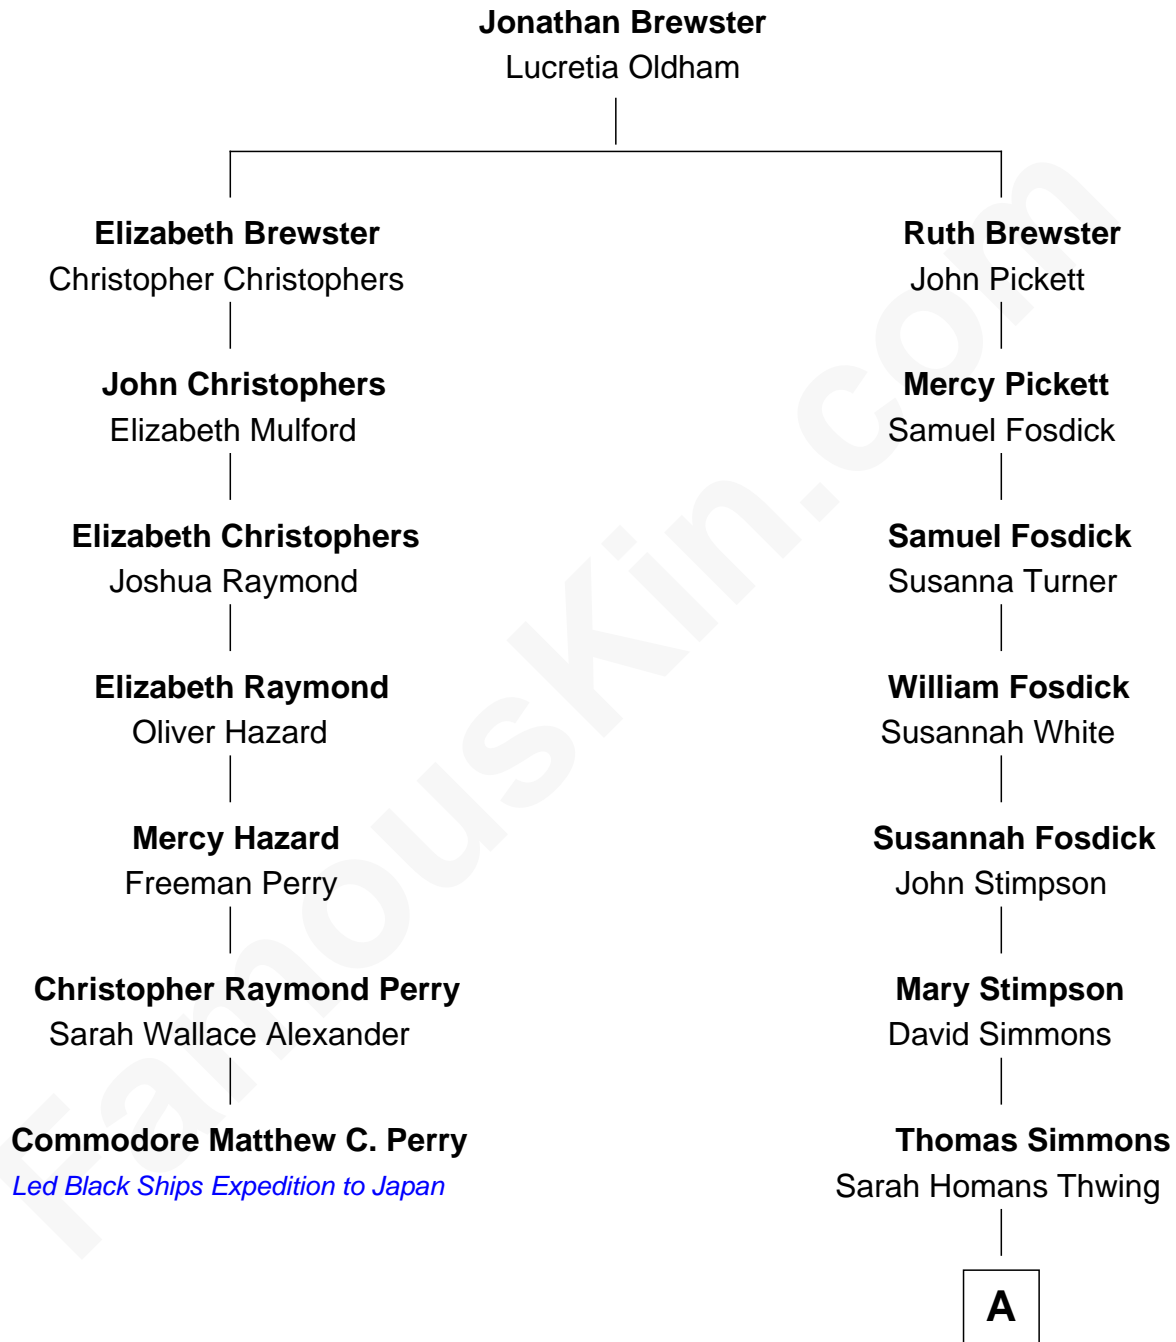 Jonathan Brewster
Lucretia Oldham
Elizabeth Brewster
Christopher Christophers
Ruth Brewster
John Pickett
John Christophers
Elizabeth Mulford
Mercy Pickett
Samuel Fosdick
Elizabeth Christophers
Joshua Raymond
Samuel Fosdick
Susanna Turner
Elizabeth Raymond
Oliver Hazard
William Fosdick
Susannah White
Mercy Hazard
Freeman Perry
Susannah Fosdick
John Stimpson
Christopher Raymond Perry
Sarah Wallace Alexander
Mary Stimpson
David Simmons
Commodore Matthew C. Perry
Led Black Ships Expedition to Japan
Thomas Simmons
Sarah Homans Thwing
A
FamousKin.com